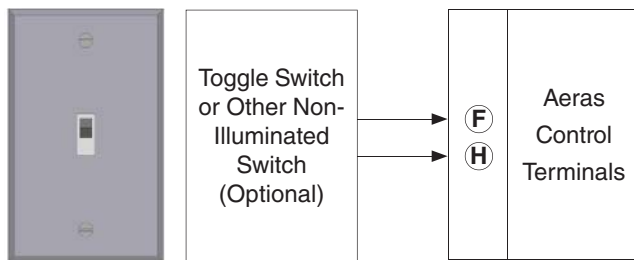 Toggle Switch
or Other Non-
Illuminated
Switch
(Optional)
F
H
Aeras
Control
Terminals